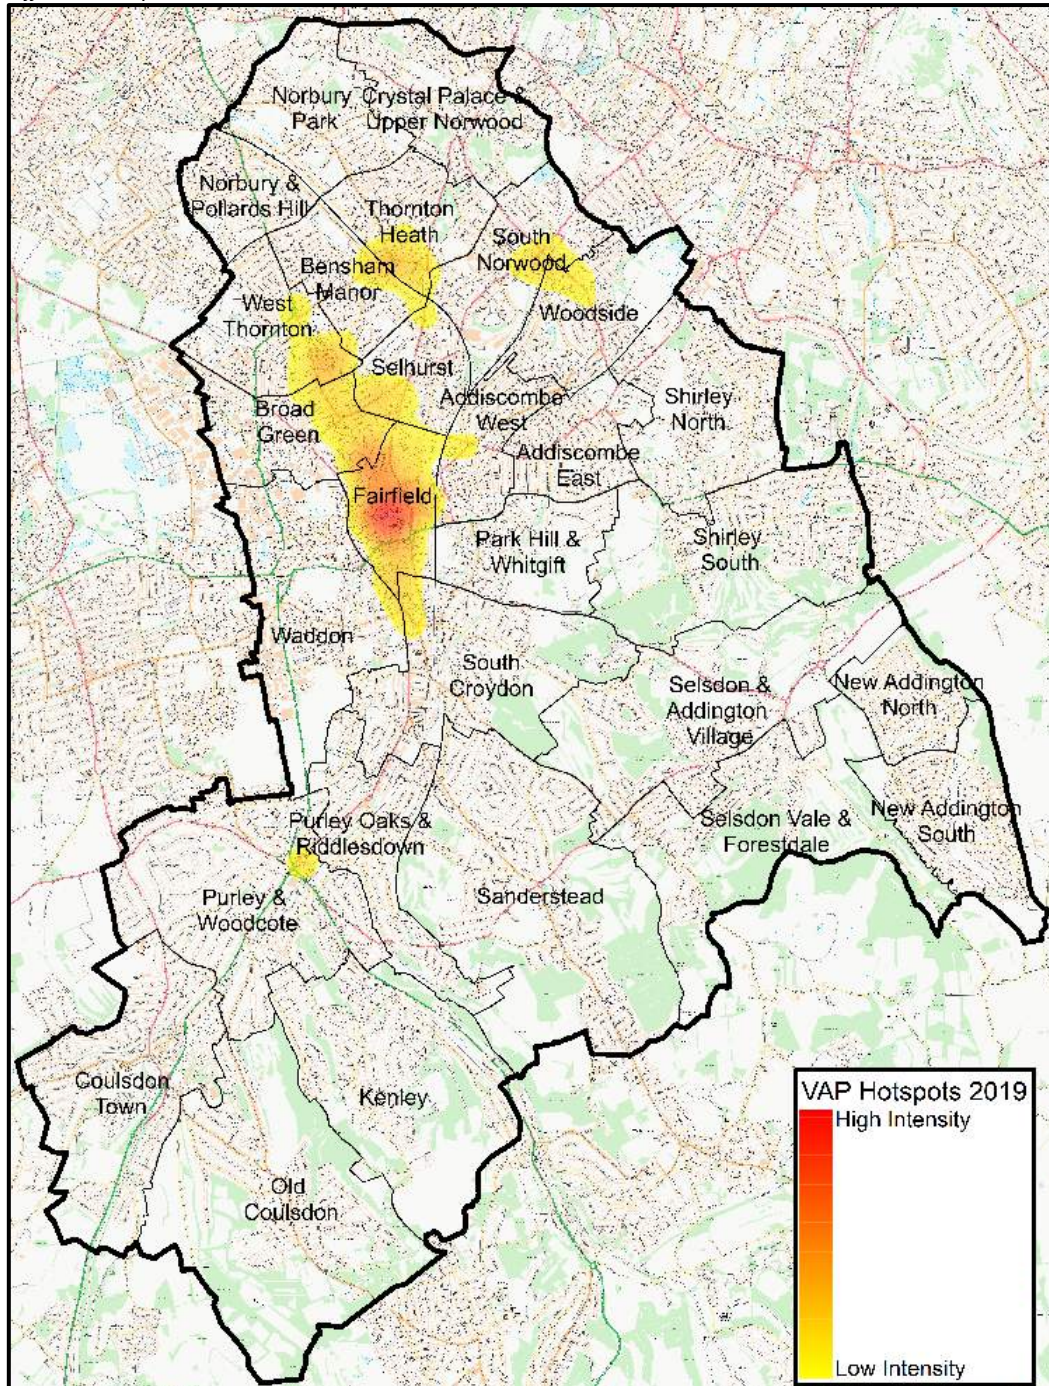 Norbury
Park
Crystal Palace &
Upper Norwood
Norbury &
Pollards Hill
Thornton
Heath
South
Norwood
Bensham
Manor
West
Thornton
Woodside
Selhurst
Broad
Green
Addiscombe
West
Shirley
North
Addiscombe
East
Fairfield
Park Hill &
Whitgift
Shirley
South
Waddon
South
Croydon
Selsdon &
Addington
Village
New Addington
North
Purley Oaks &
Riddlesdown
Selsdon Vale &
Forestdale
New Addington
South
Purley &
Woodcote
Sanderstead
Coulsdon
Town
Kenley
Old
Coulsdon
VAP Hotspots 2019
High Intensity
Low Intensity